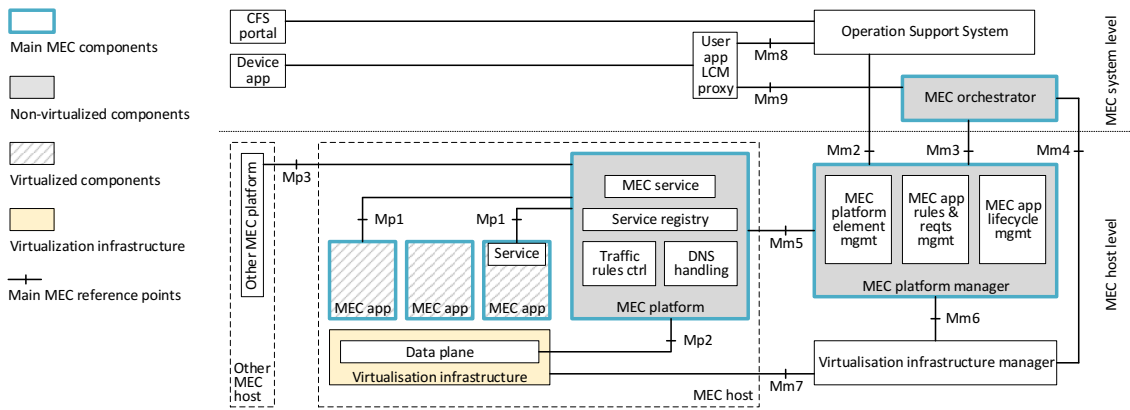 Main MEC components
Non-virtualized components
Virtualized components
Virtualization infrastructure
Main MEC reference points
CFS
portal
Device
app
User
app
LCM
proxy
Mm8
Mm9
Operation Support System
MEC orchestrator
MEC system level
Mm2
Mm3
Mm4
Other MEC platform
Mp3
Other
MEC
host
Mp1
Mp1
MEC service
Service registry
Traffic
rules ctrl
DNS
handling
MEC platform
Service
MEC app
MEC app
MEC app
Mp2
Data plane
Virtualisation infrastructure
MEC host
Mm5
MEC
platform
element
mgmt
MEC app
rules &
reqts
mgmt
MEC app
lifecycle
mgmt
MEC platform manager
Mm6
Virtualisation infrastructure manager
Mm7
MEC host level